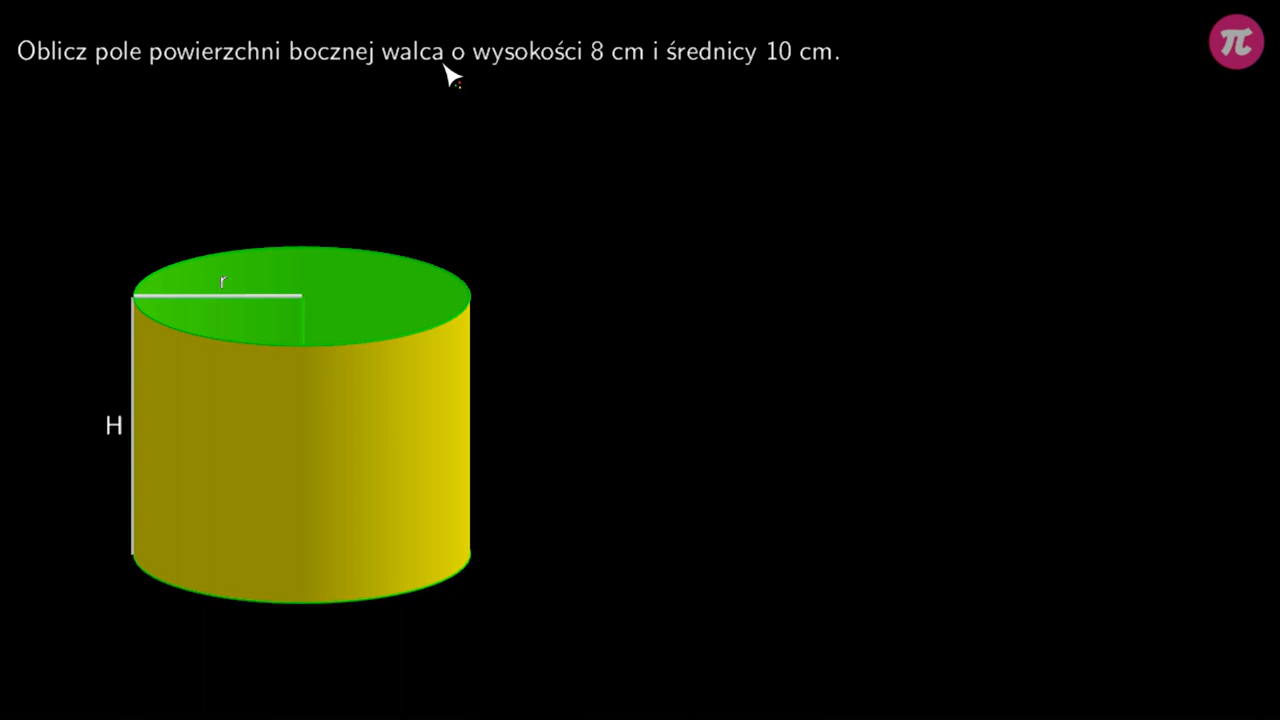 Oblicz pole powierzchni bocznej walca o wysokości 8 cm i średnicy 10 cm.
π
r
H